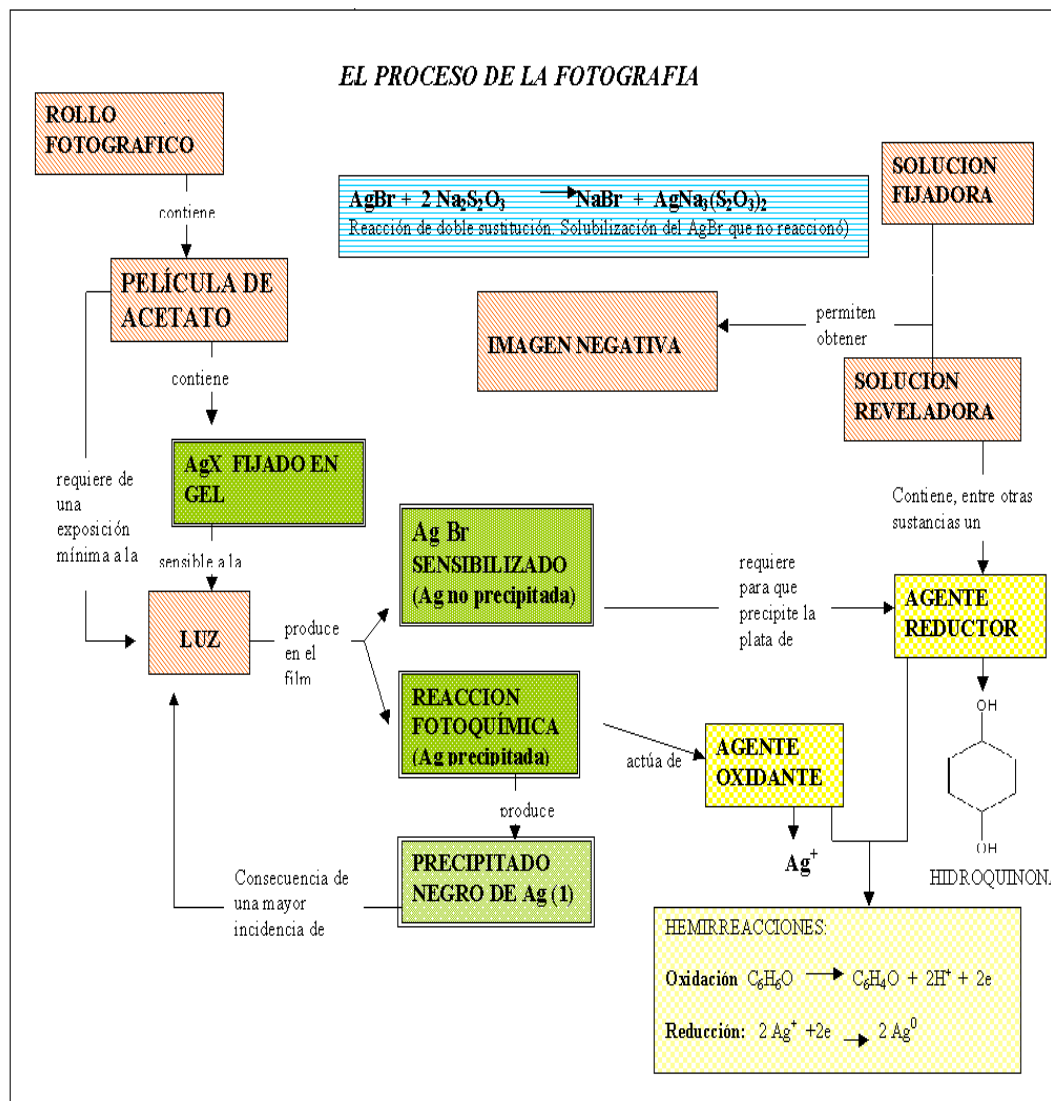 EL PROCESO DE LA FOTOGRAFIA
ROLLO
FOTOGRAFICO
contiene
PELÍCULA DE
ACETATO
contiene
requiere de
una
exposición
mínima a la
AgX FIJADO EN
GEL
sensible a la
LUZ
produce
en el
film
AgBr + 2 Na₂S₂O₃ → NaBr + AgNa₃(S₂O₃)₂
Reacción de doble sustitución. Solubilización del AgBr que no reaccionó)
SOLUCION
FIJADORA
permiten
obtener
IMAGEN NEGATIVA
SOLUCION
REVELADORA
Contiene, entre otras
sustancias un
Ag Br
SENSIBILIZADO
(Ag no precipitada)
requiere
para que
precipite la
plata de
AGENTE
REDUCTOR
OH
OH
HIDROQUINONA
REACCION
FOTOQUÍMICA
(Ag precipitada)
actúa de
AGENTE
OXIDANTE
Ag⁺
produce
PRECIPITADO
NEGRO DE Ag (1)
Consecuencia de
una mayor
incidencia de
HEMIRREACCIONES:
Oxidación C₆H₆O → C₆H₄O + 2H⁺ + 2e
Reducción: 2 Ag⁺ +2e → 2 Ag⁰